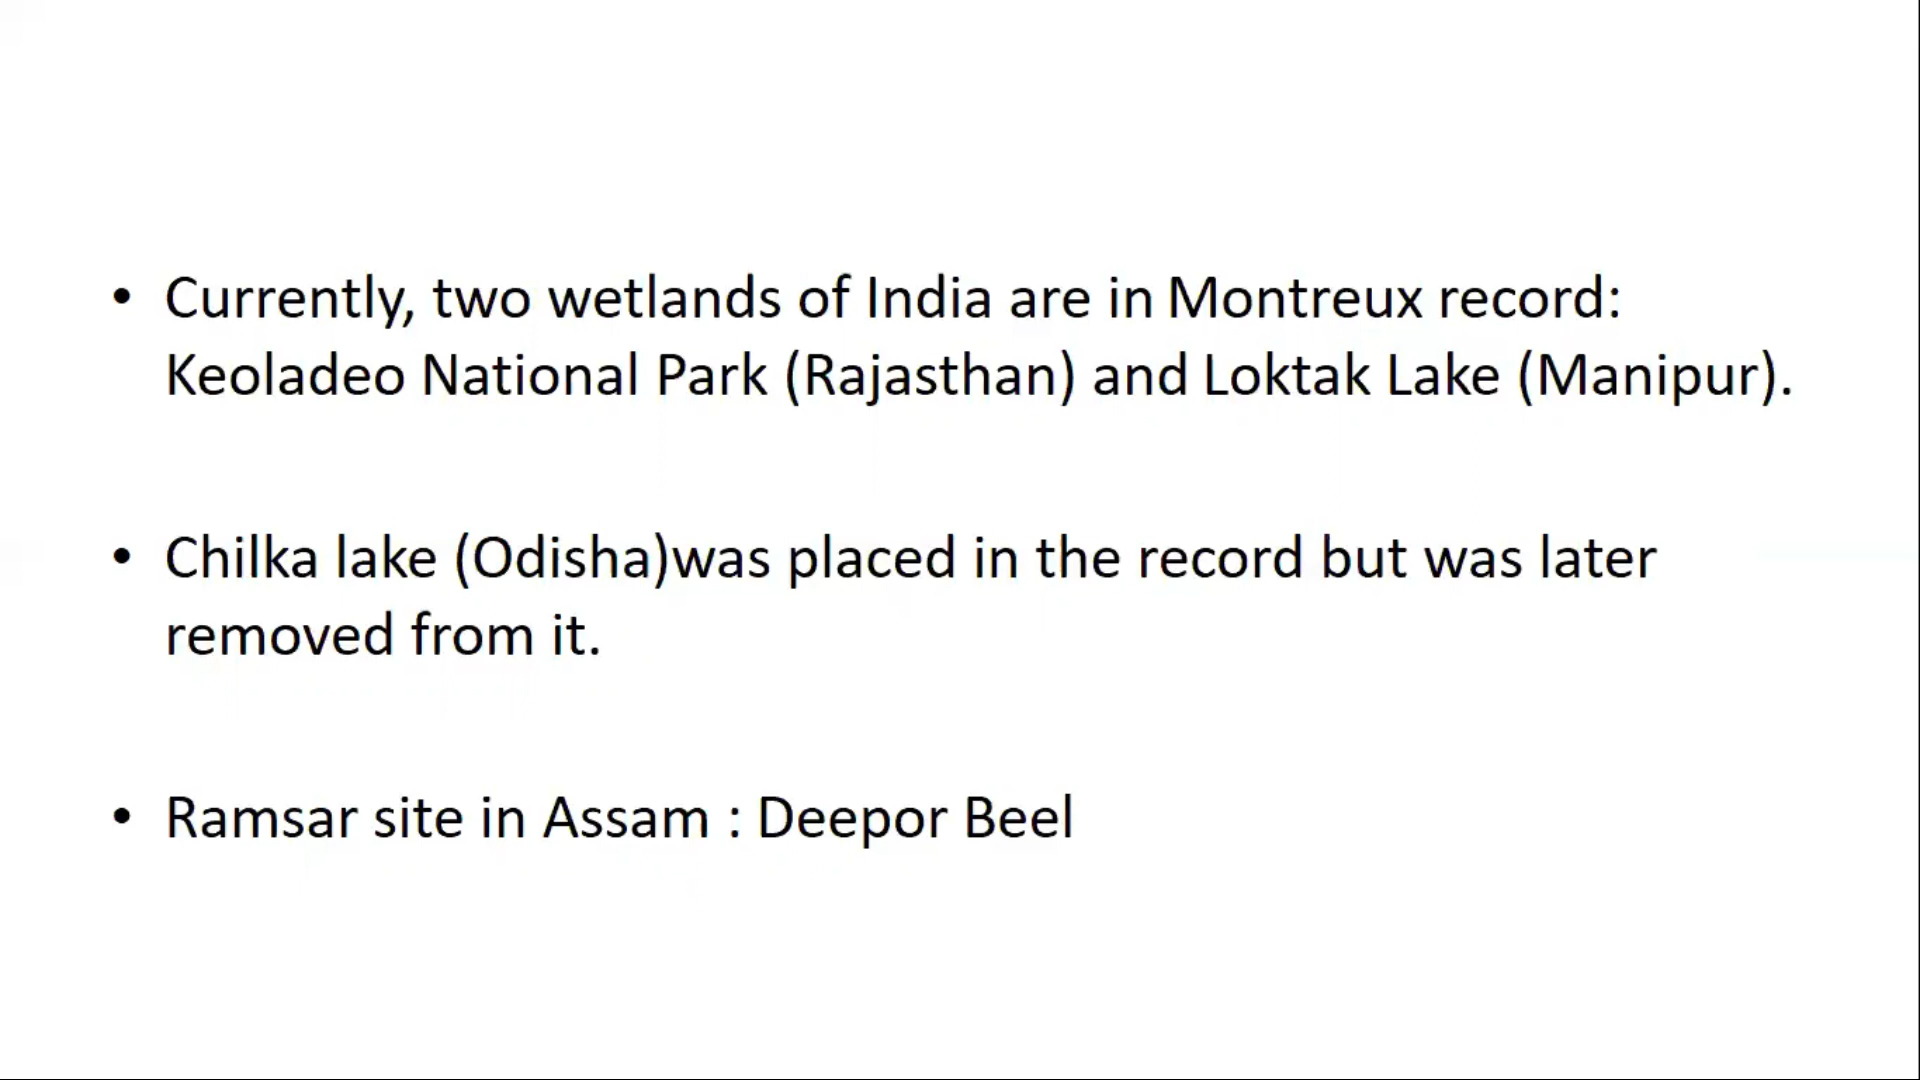 • Currently, two wetlands of India are in Montreux record:
Keoladeo National Park (Rajasthan) and Loktak Lake (Manipur).
• Chilka lake (Odisha)was placed in the record but was later
removed from it.
• Ramsar site in Assam : Deepor Beel